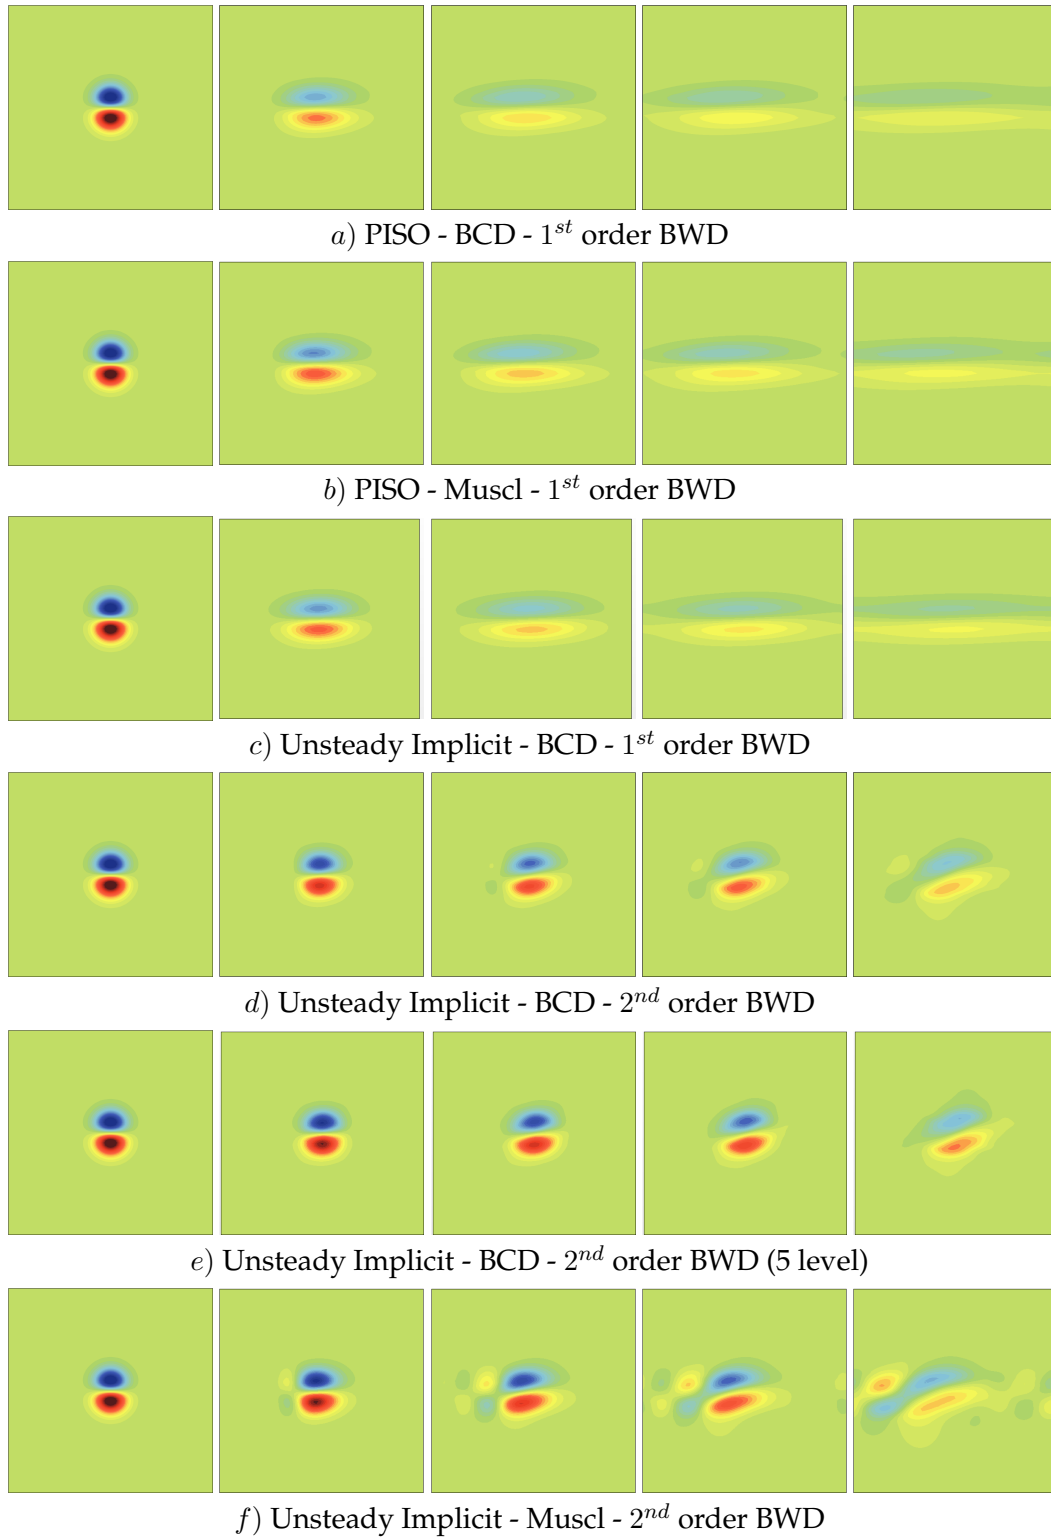 a) PISO - BCD - 1st order BWD
b) PISO - Muscl - 1st order BWD
c) Unsteady Implicit - BCD - 1st order BWD
d) Unsteady Implicit - BCD - 2nd order BWD
e) Unsteady Implicit - BCD - 2nd order BWD (5 level)
f) Unsteady Implicit - Muscl - 2nd order BWD